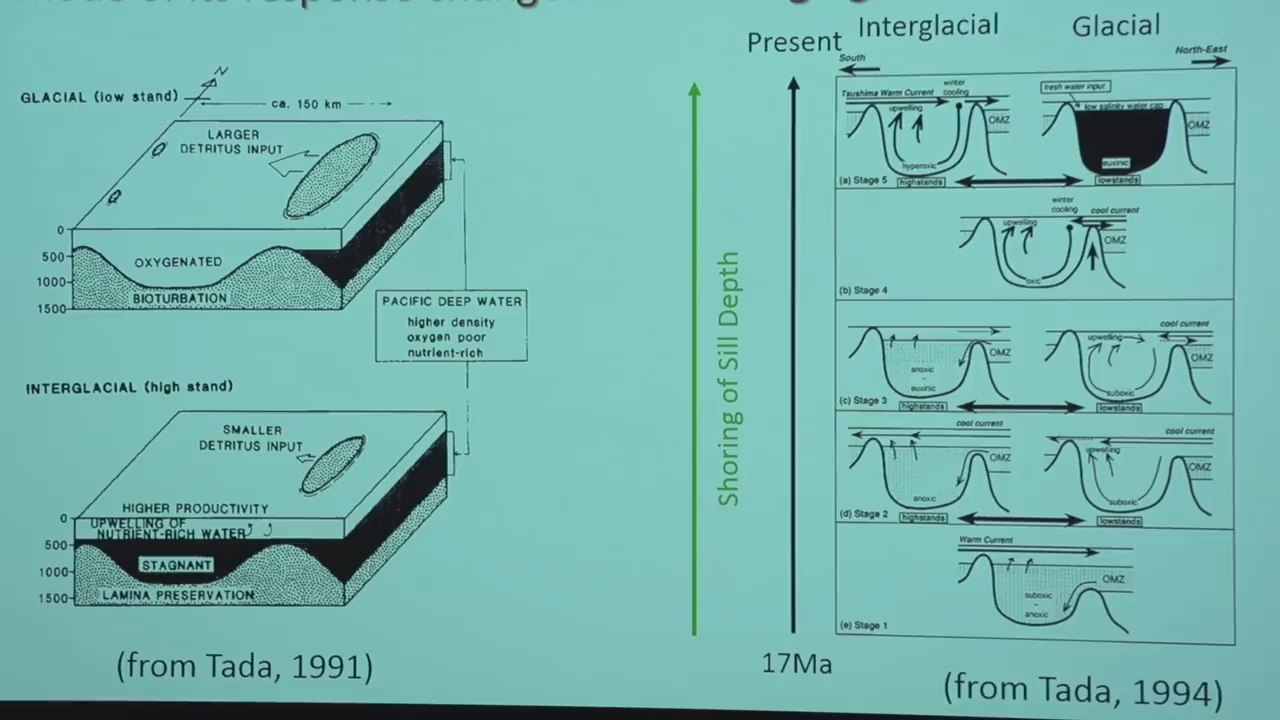 Present
Interglacial
Glacial
South
North-East
GLACIAL (low stand)
N
ca. 150 km
LARGER
DETRITUS INPUT
0
500
1000
1500
OXYGENATED
BIOTURBATION
PACIFIC DEEP WATER
higher density
oxygen poor
nutrient-rich
INTERGLACIAL (high stand)
SMALLER
DETRITUS INPUT
HIGHER PRODUCTIVITY
UPWELLING OF
NUTRIENT-RICH WATER
0
500
1000
1500
STAGNANT
LAMINA PRESERVATION
(from Tada, 1991)
Shoring of Sill Depth
17Ma
Tsushima Warm Current
winter
cooling
upwelling
OMZ
hyperoxic
(a) Stage 5
highstands
fresh water input
low salinity water cap
OMZ
euxinic
lowstands
winter
cooling
cool current
upwelling
OMZ
oxic
(b) Stage 4
OMZ
anoxic
-
euxinic
(c) Stage 3
highstands
cool current
upwelling
OMZ
suboxic
lowstands
cool current
OMZ
anoxic
(d) Stage 2
highstands
cool current
upwelling
OMZ
suboxic
lowstands
Warm Current
OMZ
suboxic
-
anoxic
(e) Stage 1
(from Tada, 1994)